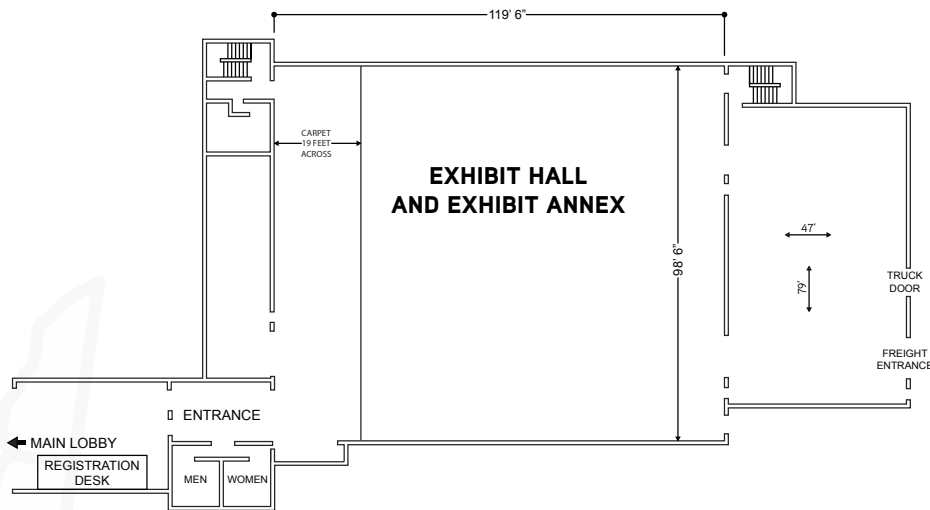 119' 6"
CARPET
19 FEET
ACROSS
EXHIBIT HALL
AND EXHIBIT ANNEX
98' 6"
47'
79'
TRUCK
DOOR
FREIGHT
ENTRANCE
ENTRANCE
MAIN LOBBY
REGISTRATION
DESK
MEN
WOMEN